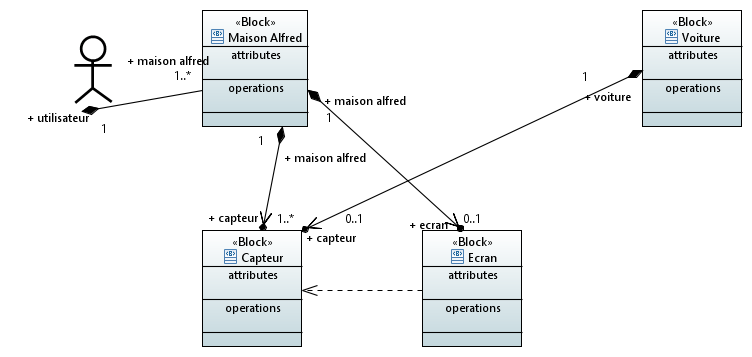 «Block»
Maison Alfred
attributes
operations
«Block»
Voiture
attributes
operations
+ maison alfred
1..*
+ utilisateur
1
1
+ maison alfred
+ maison alfred
1
1
+ voiture
+ capteur
1..*
0..1
+ capteur
+ ecran
0..1
«Block»
Capteur
attributes
operations
«Block»
Ecran
attributes
operations